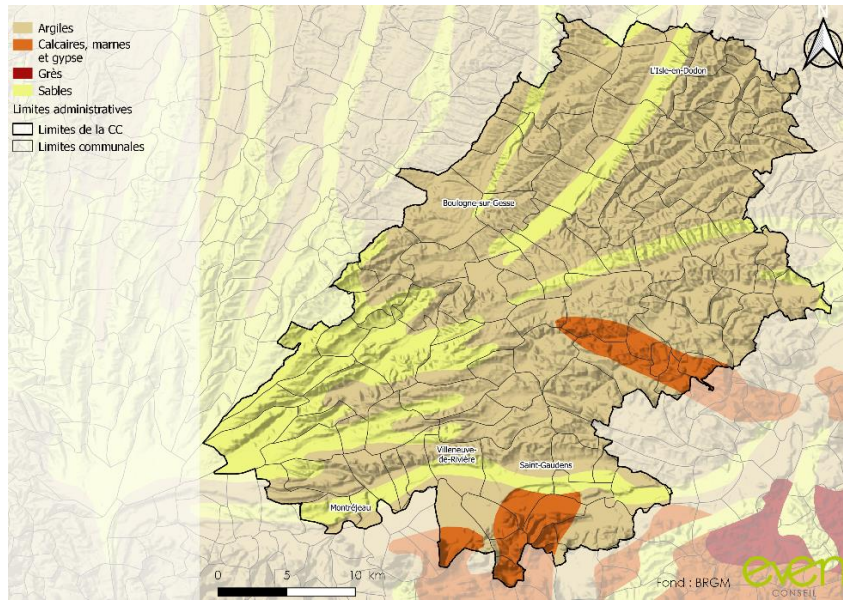 Argiles
Calcaires, marnes
et gypse
Grès
Sables
Limites administratives
Limites de la CC
Limites communales
N
L'Isle-en-Dodon
Boulogne-sur-Gesse
Villeneuve-
de-Rivière
Saint-Gaudens
Montréjeau
0 5 10 km
Fond : BRGM
even
CONSEIL